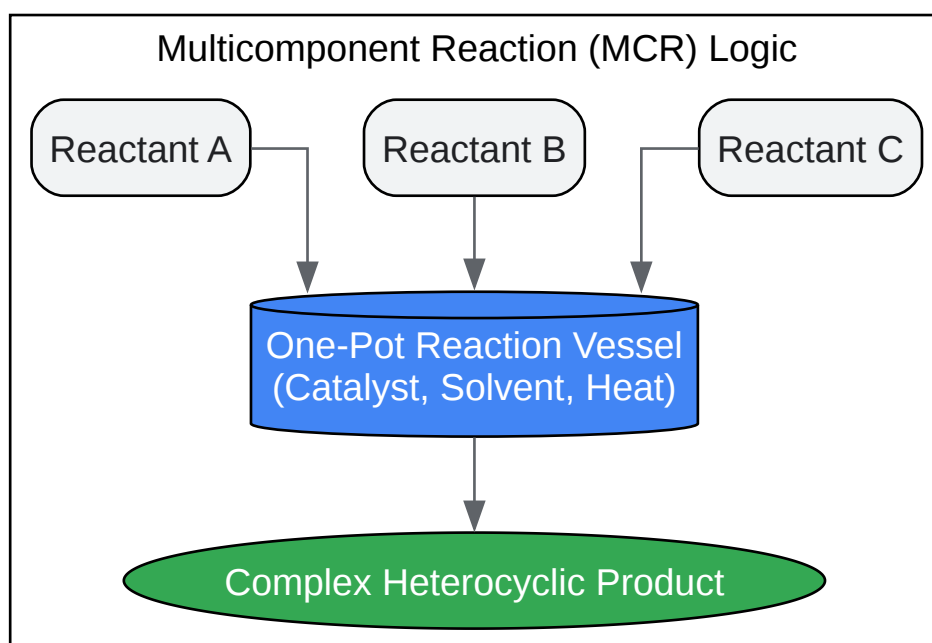 Multicomponent Reaction (MCR) Logic
Reactant A
Reactant B
Reactant C
One-Pot Reaction Vessel
(Catalyst, Solvent, Heat)
Complex Heterocyclic Product